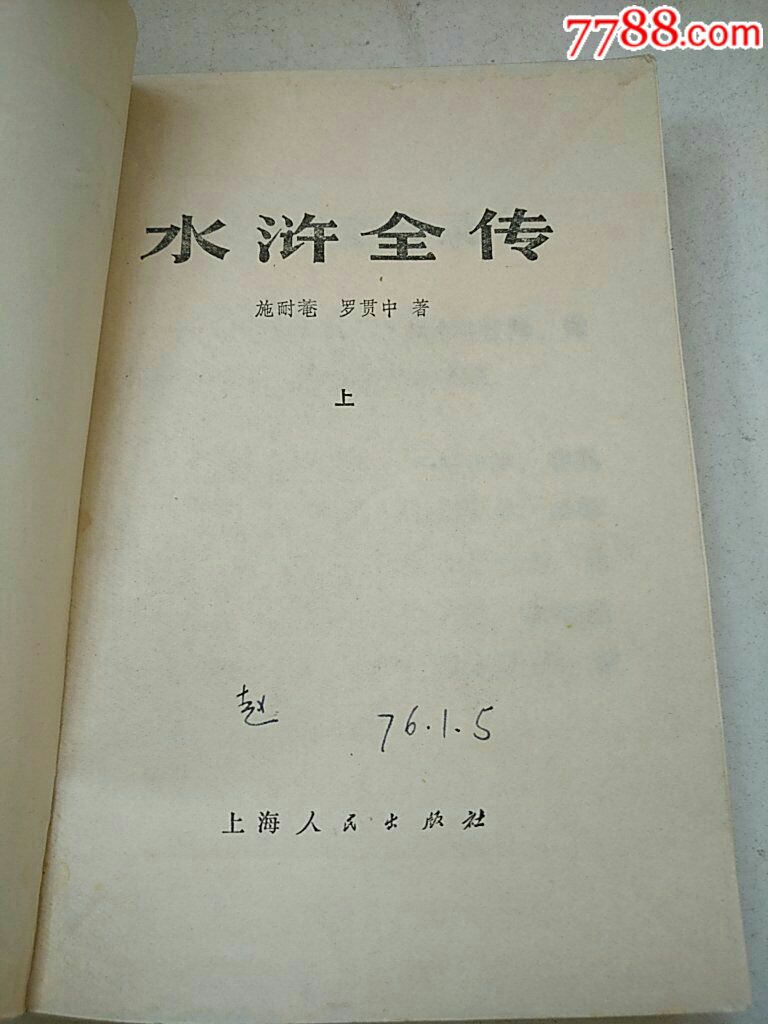 7788.com
水浒全传
施耐菴 罗贯中 著
上
赵 76.1.5
上海人民出版社